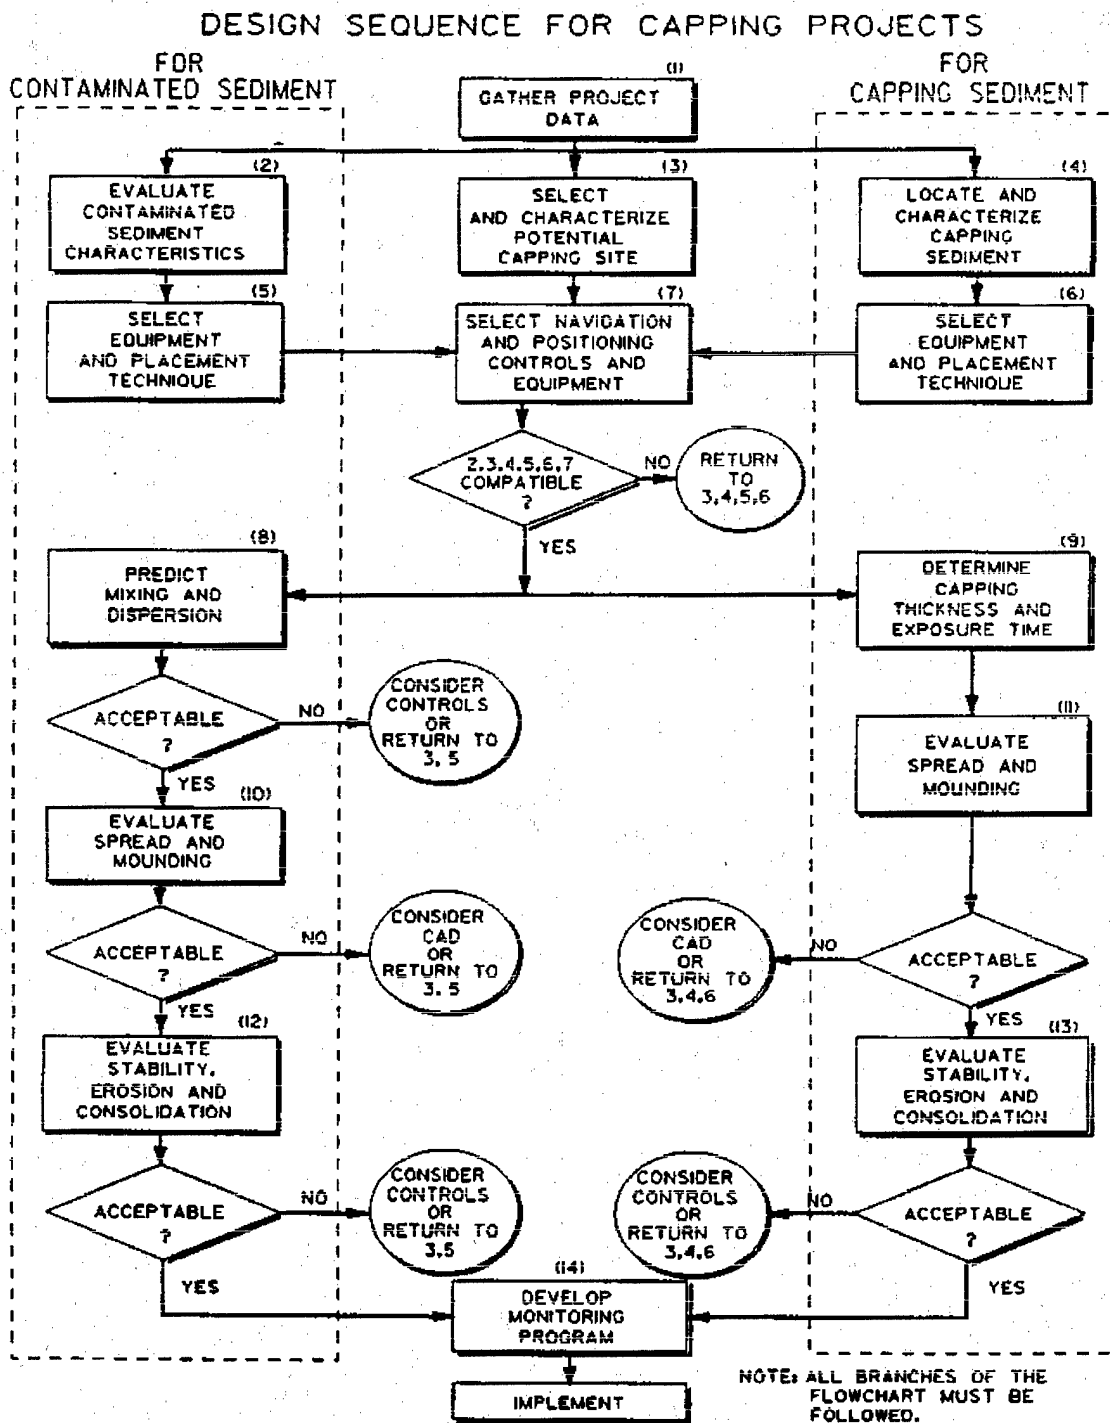 DESIGN SEQUENCE FOR CAPPING PROJECTS
FOR
CONTAMINATED SEDIMENT
FOR
CAPPING SEDIMENT
(1)
GATHER PROJECT
DATA
(2)
EVALUATE
CONTAMINATED
SEDIMENT
CHARACTERISTICS
(3)
SELECT
AND CHARACTERIZE
POTENTIAL
CAPPING SITE
(4)
LOCATE AND
CHARACTERIZE
CAPPING
SEDIMENT
(5)
SELECT
EQUIPMENT
AND PLACEMENT
TECHNIQUE
(7)
SELECT NAVIGATION
AND POSITIONING
CONTROLS AND
EQUIPMENT
(6)
SELECT
EQUIPMENT
AND PLACEMENT
TECHNIQUE
2,3,4,5,6,7
COMPATIBLE
?
NO
RETURN
TO
3,4,5,6
YES
(8)
PREDICT
MIXING AND
DISPERSION
(9)
DETERMINE
CAPPING
THICKNESS AND
EXPOSURE TIME
ACCEPTABLE
?
NO
CONSIDER
CONTROLS
OR
RETURN TO
3, 5
YES
(11)
EVALUATE
SPREAD AND
MOUNDING
(10)
EVALUATE
SPREAD AND
MOUNDING
ACCEPTABLE
?
NO
CONSIDER
CAD
OR
RETURN TO
3, 5
YES
CONSIDER
CAD
OR
RETURN TO
3,4,6
NO
ACCEPTABLE
?
YES
(12)
EVALUATE
STABILITY,
EROSION AND
CONSOLIDATION
(13)
EVALUATE
STABILITY,
EROSION AND
CONSOLIDATION
ACCEPTABLE
?
NO
CONSIDER
CONTROLS
OR
RETURN TO
3,5
YES
CONSIDER
CONTROLS
OR
RETURN TO
3,4,6
NO
ACCEPTABLE
?
YES
(14)
DEVELOP
MONITORING
PROGRAM
IMPLEMENT
NOTE: ALL BRANCHES OF THE
FLOWCHART MUST BE
FOLLOWED.